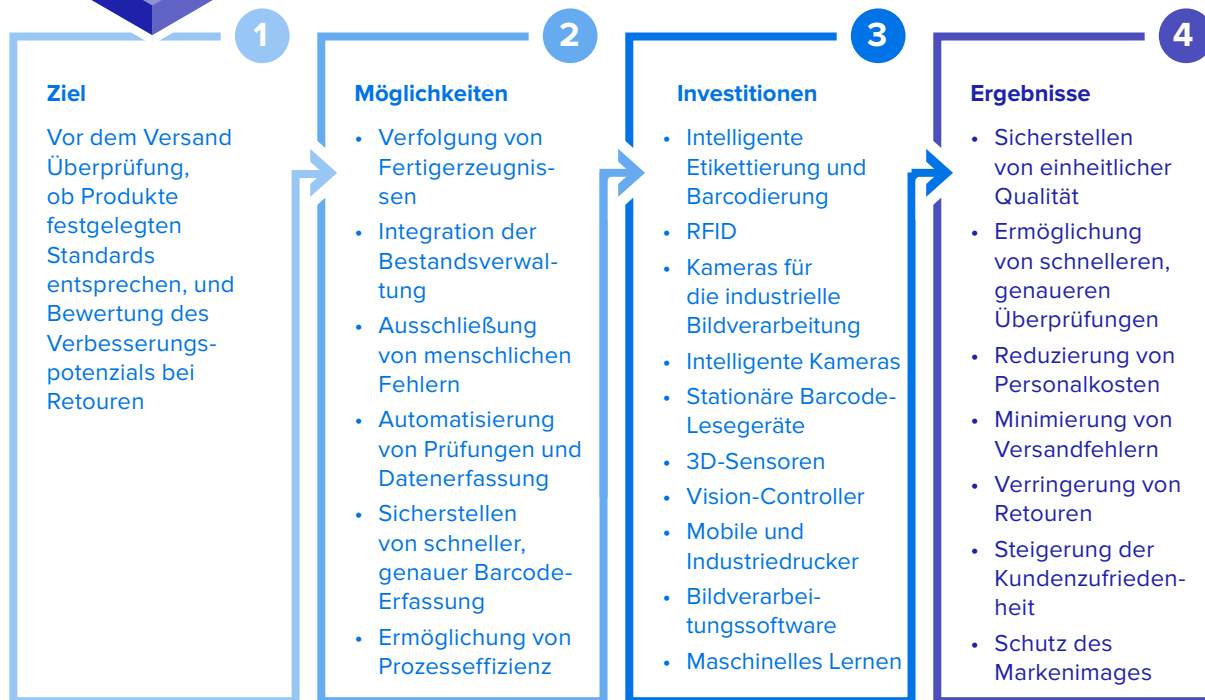 1
Ziel
Vor dem Versand
Überprüfung,
ob Produkte
festgelegten
Standards
entsprechen, und
Bewertung des
Verbesserungs-
potenzials bei
Retouren
2
Möglichkeiten
• Verfolgung von
Fertigerzeugnis-
sen
• Integration der
Bestandsverwal-
tung
• Ausschließung
von menschlichen
Fehlern
• Automatisierung
von Prüfungen und
Datenerfassung
• Sicherstellen
von schneller,
genauer Barcode-
Erfassung
• Ermöglichung von
Prozesseffizienz
3
Investitionen
• Intelligente
Etikettierung und
Barcodierung
• RFID
• Kameras für
die industrielle
Bildverarbeitung
• Intelligente Kameras
• Stationäre Barcode-
Lesegeräte
• 3D-Sensoren
• Vision-Controller
• Mobile und
Industriedrucker
• Bildverarbei-
tungssoftware
• Maschinelles Lernen
4
Ergebnisse
• Sicherstellen
von einheitlicher
Qualität
• Ermöglichung
von schnelleren,
genaueren
Überprüfungen
• Reduzierung von
Personalkosten
• Minimierung von
Versandfehlern
• Verringerung von
Retouren
• Steigerung der
Kundenzufrieden-
heit
• Schutz des
Markenimages